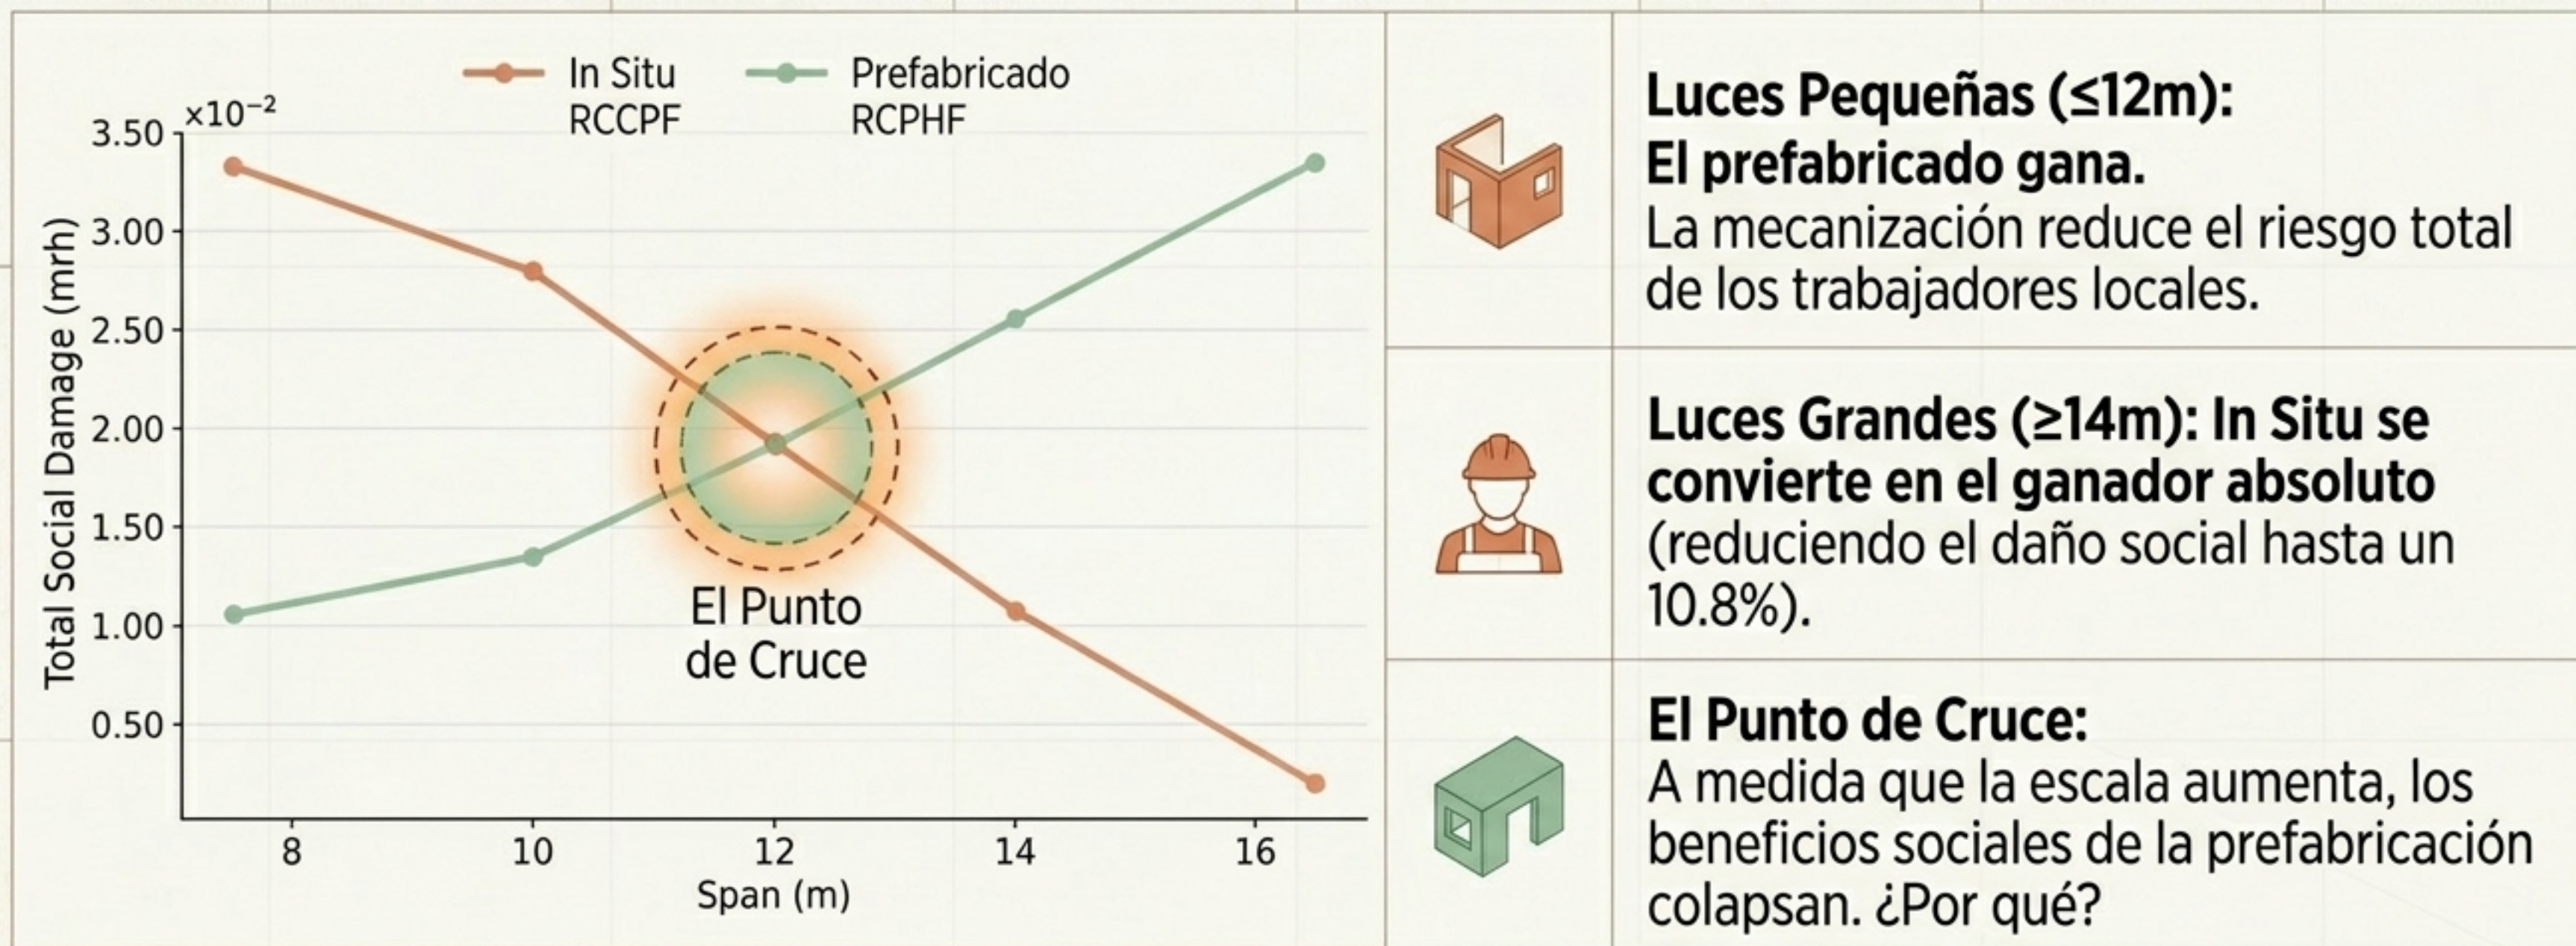 In Situ
RCCPF
Prefabricado
RCPHF
×10⁻²
3.50
3.00
2.50
2.00
1.50
1.00
0.50
Total Social Damage (mrh)
El Punto
de Cruce
8 10 12 14 16
Span (m)
Luces Pequeñas (≤12m):
El prefabricado gana.
La mecanización reduce el riesgo total
de los trabajadores locales.
Luces Grandes (≥14m): In Situ se
convierte en el ganador absoluto
(reduciendo el daño social hasta un
10.8%).
El Punto de Cruce:
A medida que la escala aumenta, los
beneficios sociales de la prefabricación
colapsan. ¿Por qué?